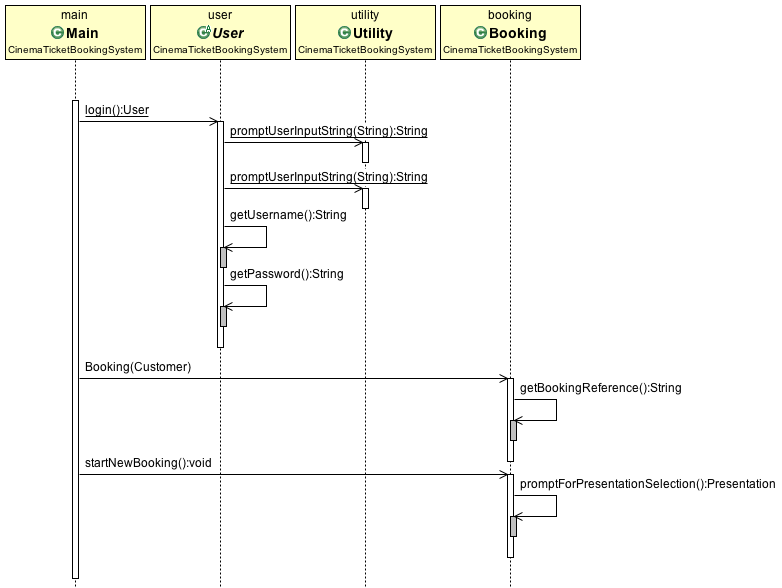 main
user
utility
booking
C Main
C A User
C Utility
C Booking
CinemaTicketBookingSystem
CinemaTicketBookingSystem
CinemaTicketBookingSystem
CinemaTicketBookingSystem
login():User
promptUserInputString(String):String
promptUserInputString(String):String
getUsername():String
getPassword():String
Booking(Customer)
getBookingReference():String
startNewBooking():void
promptForPresentationSelection():Presentation